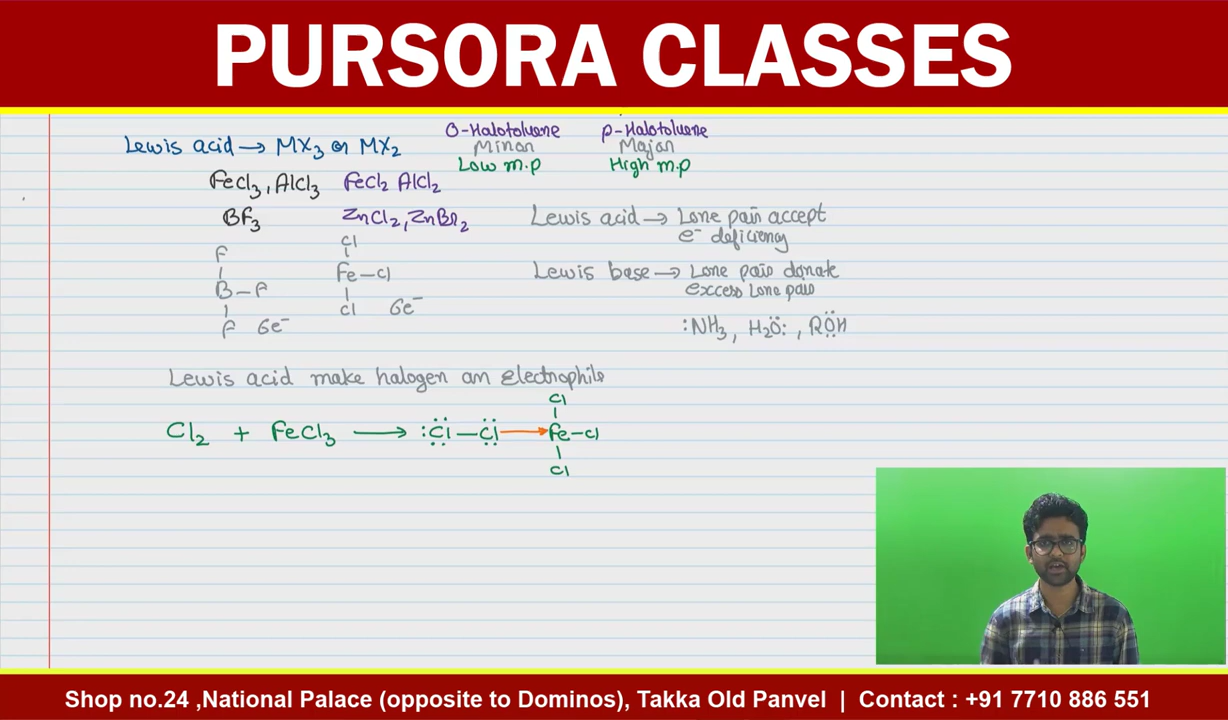 PURSORA CLASSES
O-Halotoluene p-Halotoluene
Lewis acid → MX₃ or MX₂ Minor Major
Low m.p High m.p
FeCl₃, AlCl₃ FeCl₂ AlCl₂
BF₃ ZnCl₂, ZnBr₂ Lewis acid → Lone pair accept
e⁻ deficiency
F Cl
B-F Fe-Cl Lewis base → Lone pair donate
excess Lone pair
F 6e⁻ Cl 6e⁻
:NH₃, H₂Ö:, RÖH
Lewis acid make halogen an Electrophile
Cl
Cl₂ + FeCl₃ → :Cl-Cl → Fe-Cl
Cl
Shop no.24 ,National Palace (opposite to Dominos), Takka Old Panvel | Contact : +91 7710 886 551